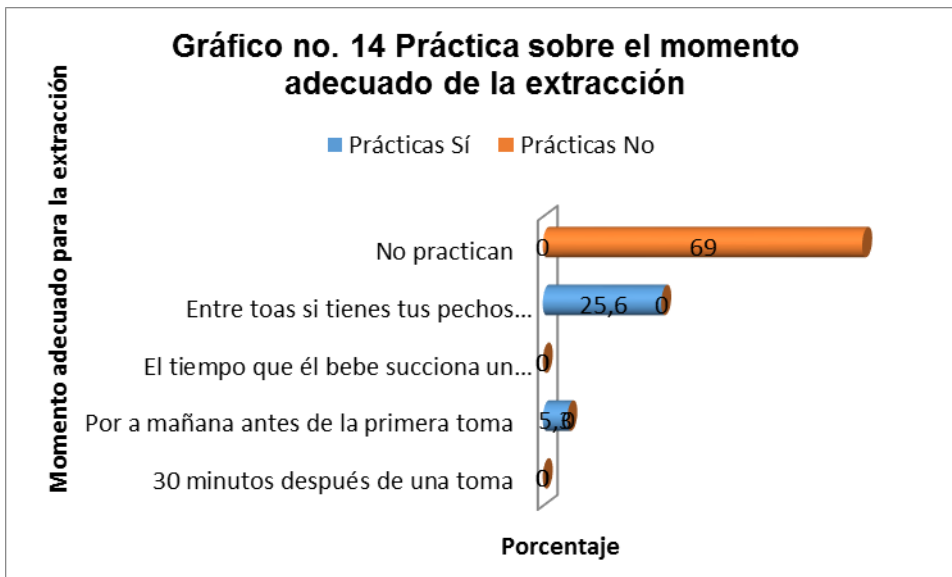 Gráfico no. 14 Práctica sobre el momento
adecuado de la extracción
Prácticas Sí Prácticas No
Momento adecuado para la extracción
No practican 0 69
Entre toas si tienes tus pechos... 25,6 0
El tiempo que él bebe succiona un... 0
Por a mañana antes de la primera toma 0
30 minutos después de una toma 0
Porcentaje